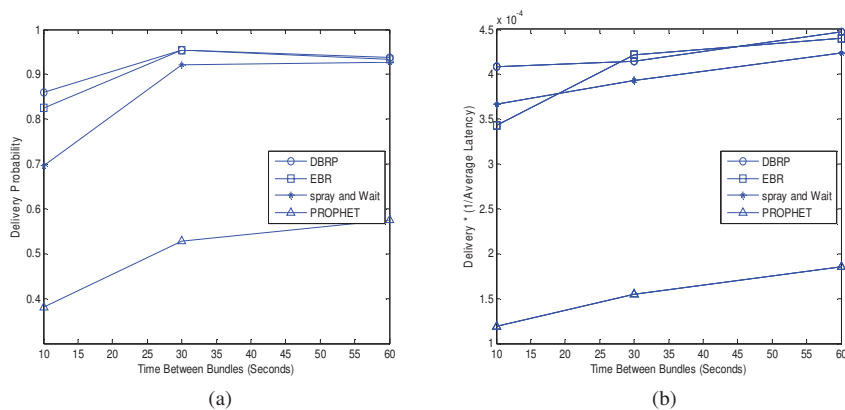 1
0.9
0.8
0.7
0.6
0.5
0.4
Delivery Probability
10 15 20 25 30 35 40 45 50 55 60
Time Between Bundles (Seconds)
DBRP
EBR
spray and Wait
PROPHET
(a)
x 10^-4
4.5
4
3.5
3
2.5
2
1.5
1
Delivery * (1/Average Latency)
10 15 20 25 30 35 40 45 50 55 60
Time Between Bundles (Seconds)
DBRP
EBR
spray and Wait
PROPHET
(b)